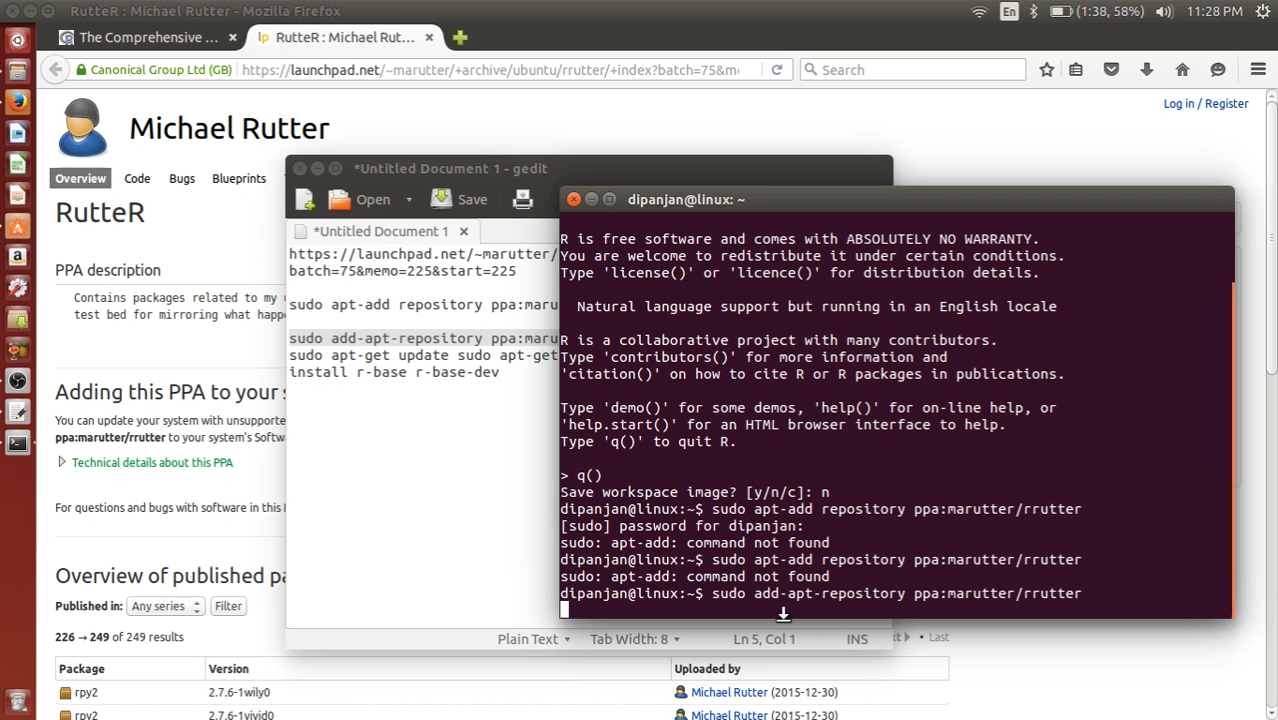 RutteR : Michael Rutter - Mozilla Firefox
En
(1:38, 58%)
11:28 PM
The Comprehensive ...
RutteR : Michael Rut...
Canonical Group Ltd (GB)
https://launchpad.net/~marutter/+archive/ubuntu/rrutter/+index?batch=75&m
Search
Log in / Register
Michael Rutter
Overview
Code
Bugs
Blueprints
RutteR
PPA description
Contains packages related to my
test bed for mirroring what happe
Adding this PPA to your
You can update your system with unsupporte
ppa:marutter/rrutter to your system's Softw
Technical details about this PPA
For questions and bugs with software in this
Overview of published pa
Published in:
Any series
Filter
226 → 249 of 249 results
• Last
Package
Version
Uploaded by
rpy2
2.7.6-1wily0
Michael Rutter (2015-12-30)
rpy2
2.7.6-1vivid0
Michael Rutter (2015-12-30)
*Untitled Document 1 - gedit
Open
Save
*Untitled Document 1
https://launchpad.net/~marutter/
batch=75&memo=225&start=225
sudo apt-add repository ppa:maru
sudo add-apt-repository ppa:maru
sudo apt-get update sudo apt-get
install r-base r-base-dev
Plain Text
Tab Width: 8
Ln 5, Col 1
INS
dipanjan@linux: ~
R is free software and comes with ABSOLUTELY NO WARRANTY.
You are welcome to redistribute it under certain conditions.
Type 'license()' or 'licence()' for distribution details.
Natural language support but running in an English locale
R is a collaborative project with many contributors.
Type 'contributors()' for more information and
'citation()' on how to cite R or R packages in publications.
Type 'demo()' for some demos, 'help()' for on-line help, or
'help.start()' for an HTML browser interface to help.
Type 'q()' to quit R.
> q()
Save workspace image? [y/n/c]: n
dipanjan@linux:~$ sudo apt-add repository ppa:marutter/rrutter
[sudo] password for dipanjan:
sudo: apt-add: command not found
dipanjan@linux:~$ sudo apt-add repository ppa:marutter/rrutter
sudo: apt-add: command not found
dipanjan@linux:~$ sudo add-apt-repository ppa:marutter/rrutter